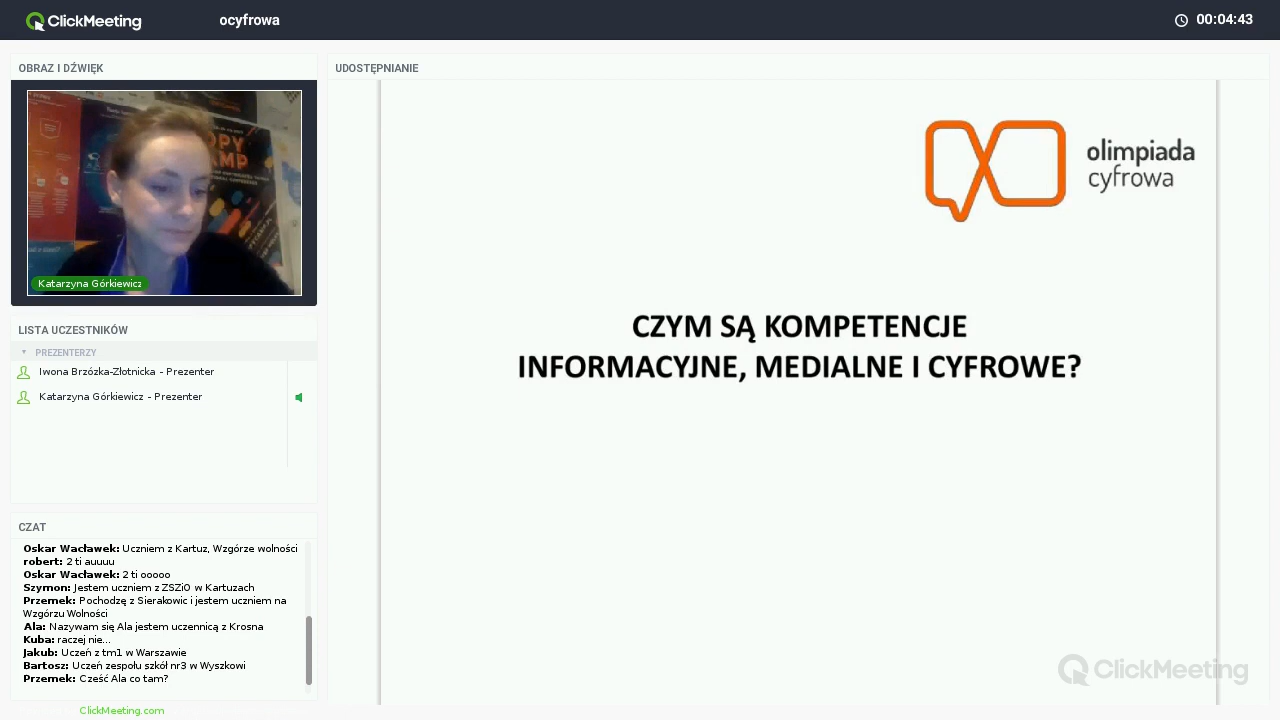 ClickMeeting
ocyfrowa
00:04:43
OBRAZ I DŹWIĘK
OPY
AMP
Katarzyna Górkiewicz
LISTA UCZESTNIKÓW
PREZENTERZY
Iwona Brzózka-Złotnicka - Prezenter
Katarzyna Górkiewicz - Prezenter
CZAT
Oskar Wacławek: Uczniem z Kartuz, Wzgórze wolności
robert: 2 ti auuuu
Oskar Wacławek: 2 ti ooooo
Szymon: Jestem uczniem z ZSZiO w Kartuzach
Przemek: Pochodzę z Sierakowic i jestem uczniem na
Wzgórzu Wolności
Ala: Nazywam się Ala jestem uczennicą z Krosna
Kuba: raczej nie...
Jakub: Uczeń z tm1 w Warszawie
Bartosz: Uczeń zespołu szkół nr3 w Wyszkowi
Przemek: Cześć Ala co tam?
ClickMeeting.com
UDOSTĘPNIANIE
olimpiada
cyfrowa
CZYM SĄ KOMPETENCJE
INFORMACYJNE, MEDIALNE I CYFROWE?
ClickMeeting